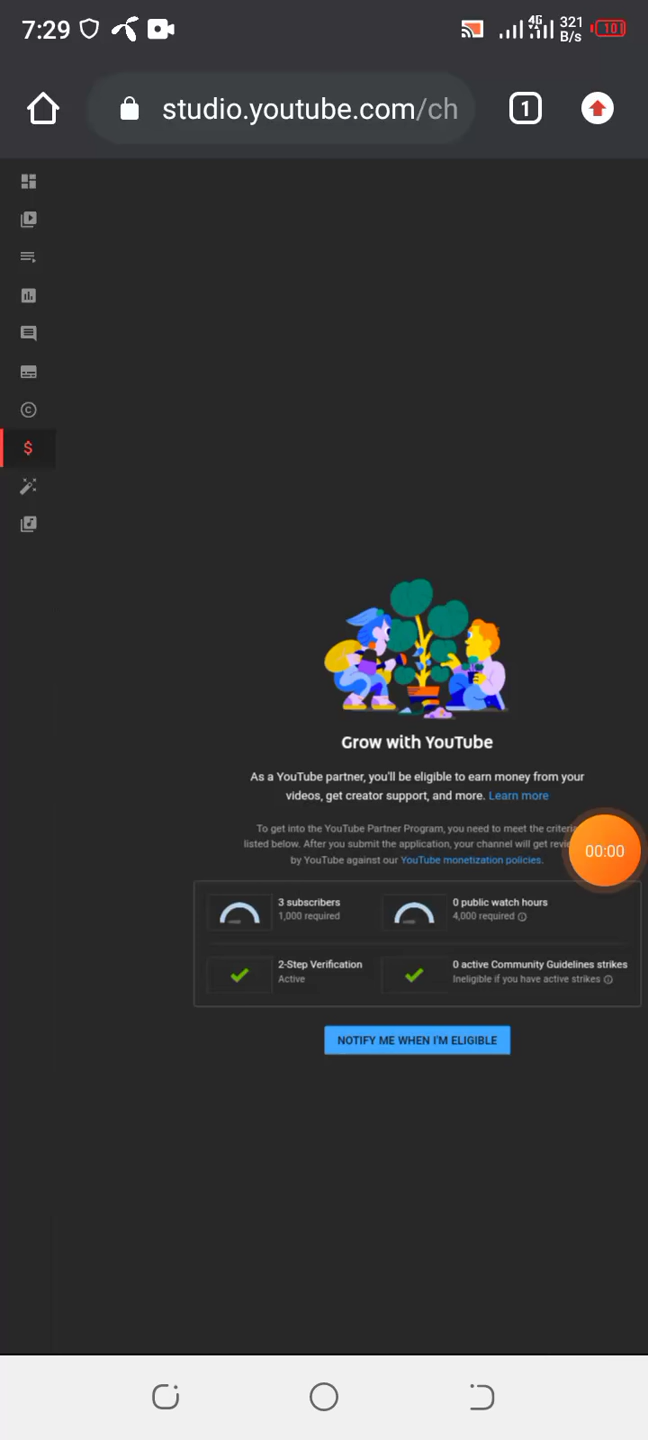 7:29
4G
321
B/s
10
studio.youtube.com/ch
1
$
Grow with YouTube
As a YouTube partner, you'll be eligible to earn money from your
videos, get creator support, and more. Learn more
To get into the YouTube Partner Program, you need to meet the
listed below. After you submit the application, your channel will get
by YouTube against our YouTube monetization policies.
00:00
3 subscribers
1,000 required
0 public watch hours
4,000 required
2-Step Verification
Active
0 active Community Guidelines strikes
Ineligible if you have active strikes
NOTIFY ME WHEN I'M ELIGIBLE